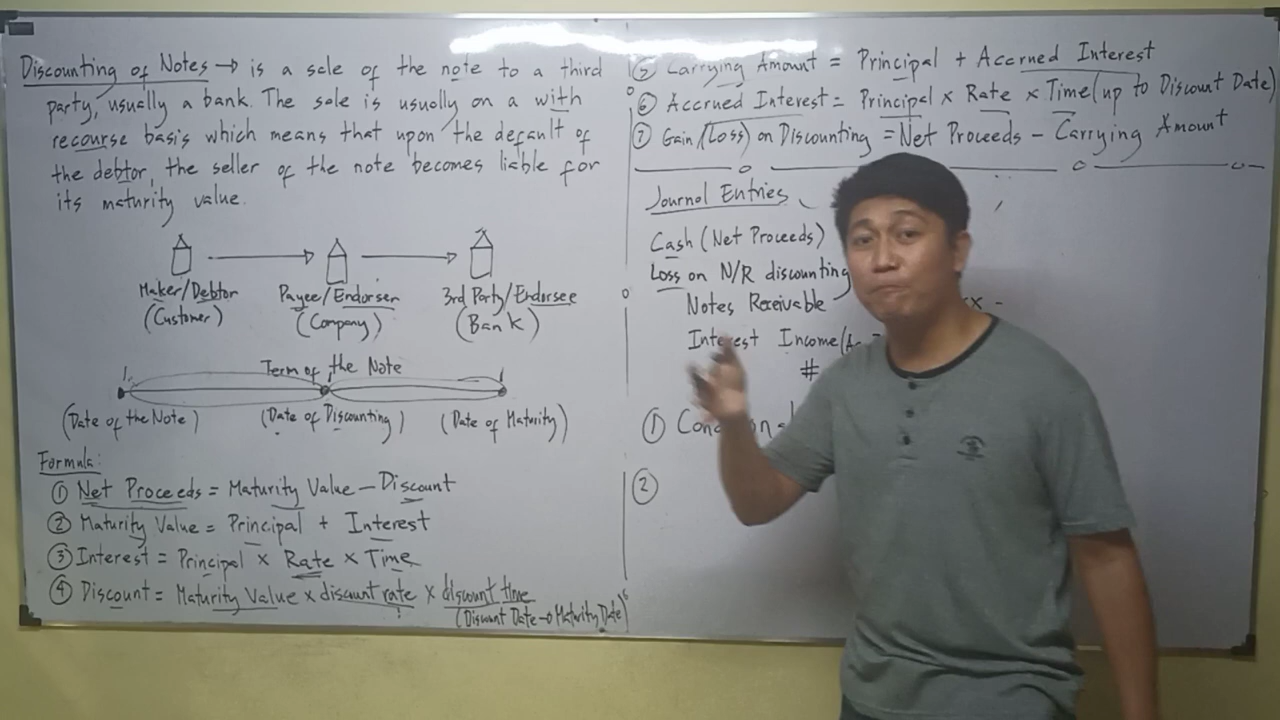 Discounting of Notes → is a sale of the note to a third
party, usually a bank. The sale is usually on a with
recourse basis which means that upon the default of
the debtor, the seller of the note becomes liable for
its maturity value.
Maker/Debtor
(Customer)
Payee/Endorser
(Company)
3rd Party/Endorsee
(Bank)
Term of the Note
(Date of the Note)
(Date of Discounting)
(Date of Maturity)
Formula:
① Net Proceeds = Maturity Value - Discount
② Maturity Value = Principal + Interest
③ Interest = Principal × Rate × Time
④ Discount = Maturity Value × discount rate × discount time
(Discount Date → Maturity Date)
⑤ Carrying Amount = Principal + Accrued Interest
⑥ Accrued Interest = Principal × Rate × Time (up to Discount Date)
⑦ Gain/(Loss) on Discounting = Net Proceeds - Carrying Amount
Journal Entries
Cash (Net Proceeds)
Loss on N/R discounting
Notes Receivable xx -
Interest Income
#
①
②